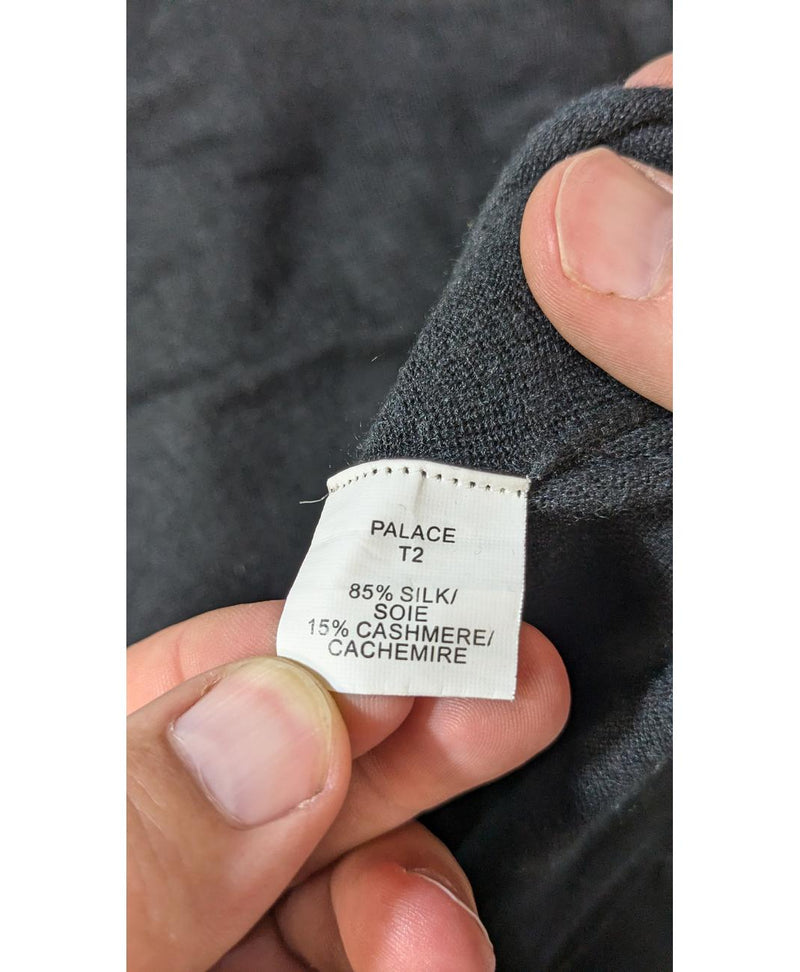 PALACE
T2
85% SILK/
SOIE
15% CASHMERE/
CACHEMIRE